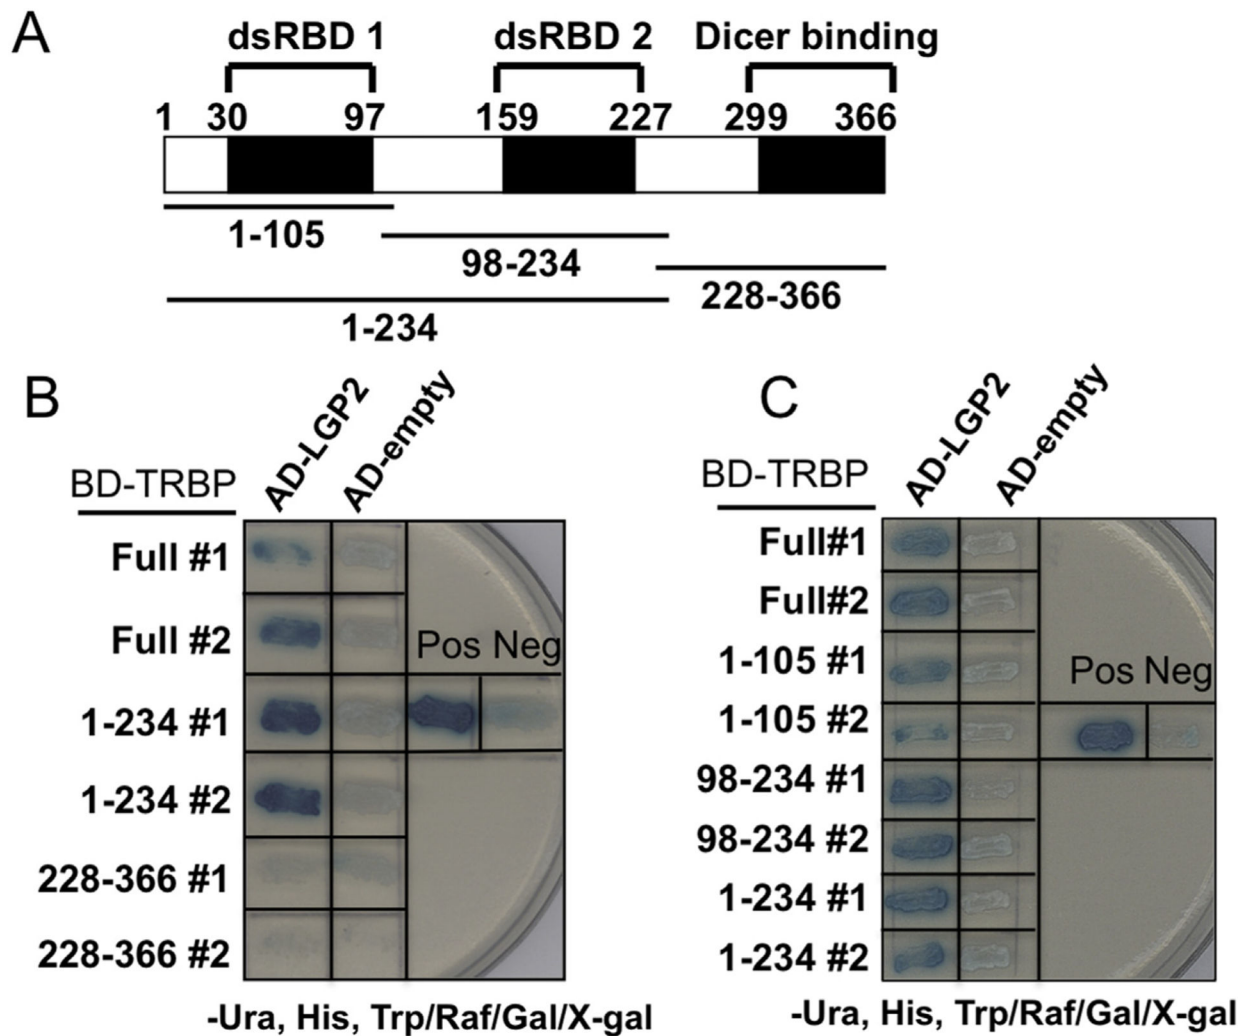 A
dsRBD 1 dsRBD 2 Dicer binding
1 30 97 159 227 299 366
1-105
98-234
228-366
1-234
B
AD-LGP2 AD-empty
BD-TRBP
Full #1
Full #2
Pos Neg
1-234 #1
1-234 #2
228-366 #1
228-366 #2
-Ura, His, Trp/Raf/Gal/X-gal
C
AD-LGP2 AD-empty
BD-TRBP
Full#1
Full#2
1-105 #1
Pos Neg
1-105 #2
98-234 #1
98-234 #2
1-234 #1
1-234 #2
-Ura, His, Trp/Raf/Gal/X-gal